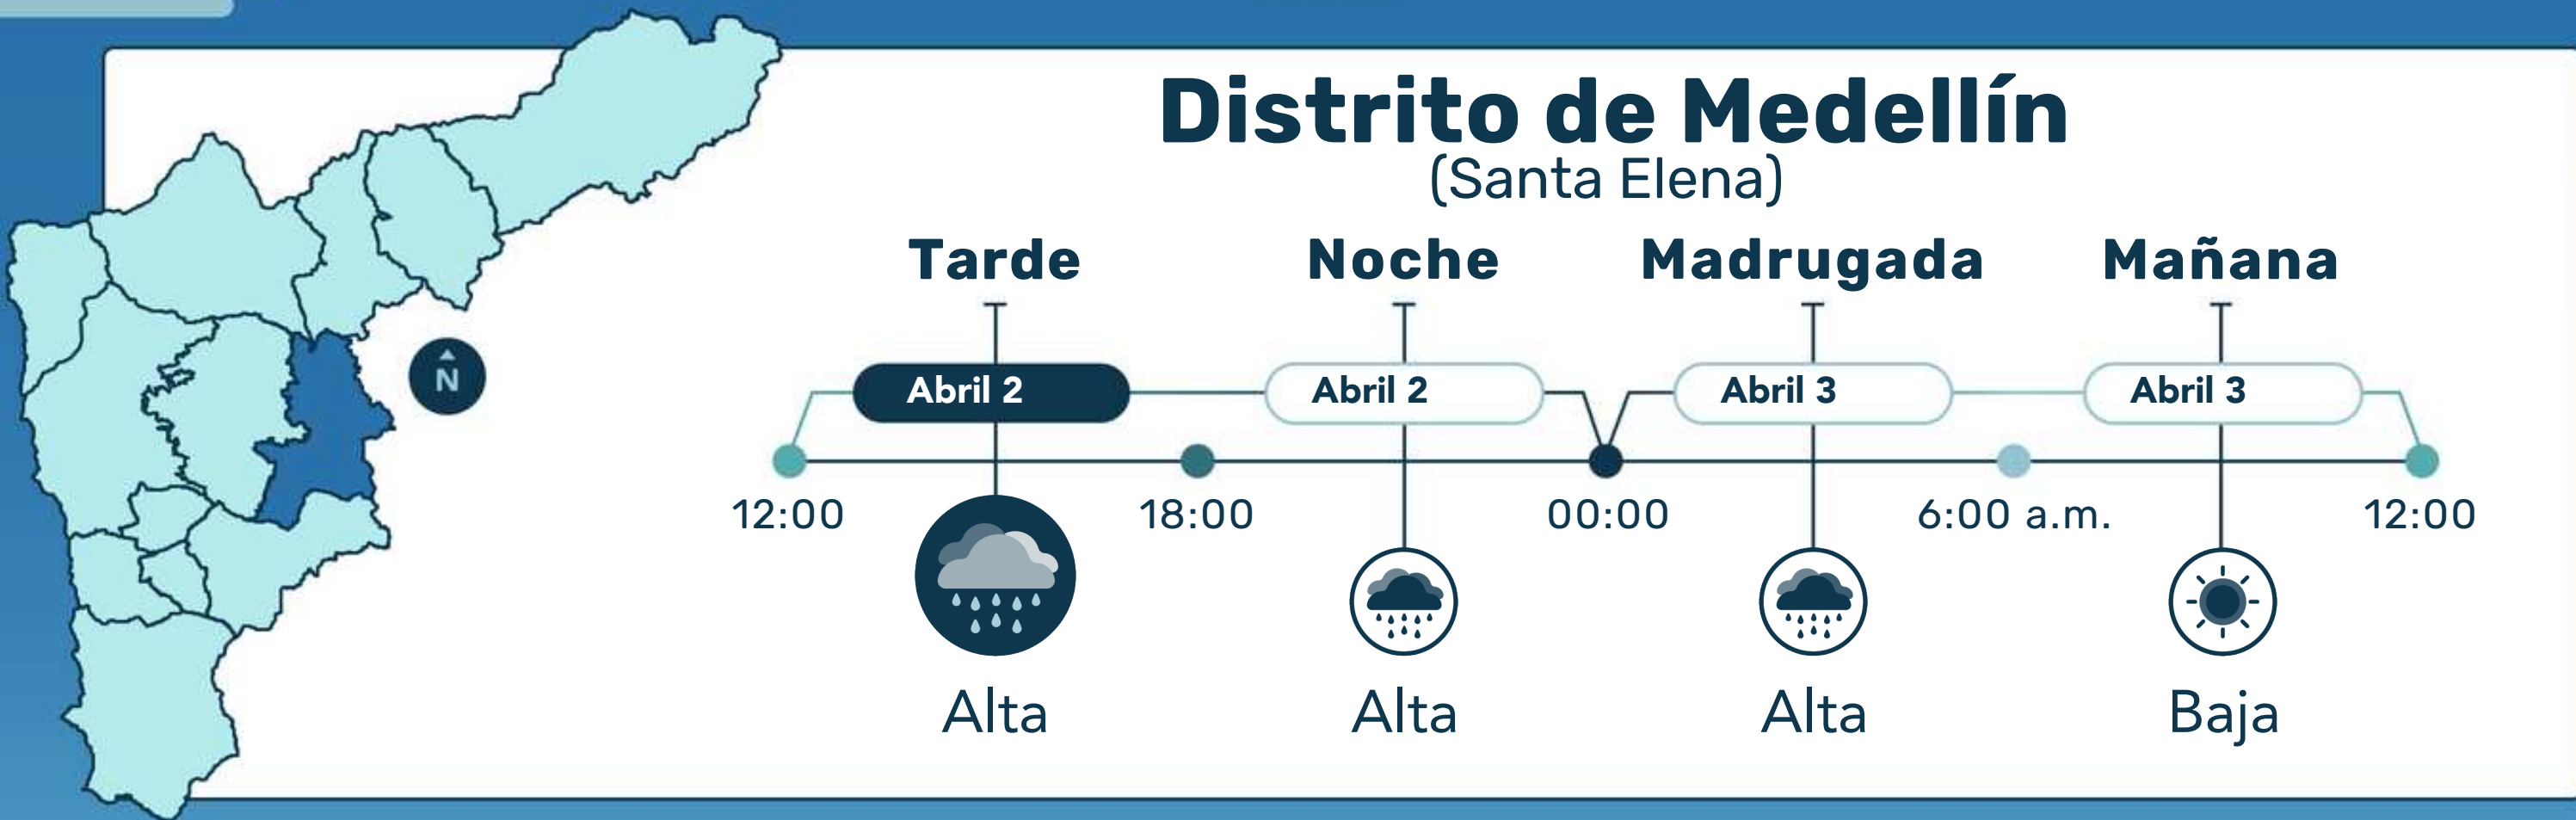 Distrito de Medellín
(Santa Elena)
Tarde Noche Madrugada Mañana
N
Abril 2 Abril 2 Abril 3 Abril 3
12:00 18:00 00:00 6:00 a.m. 12:00
Alta Alta Alta Baja